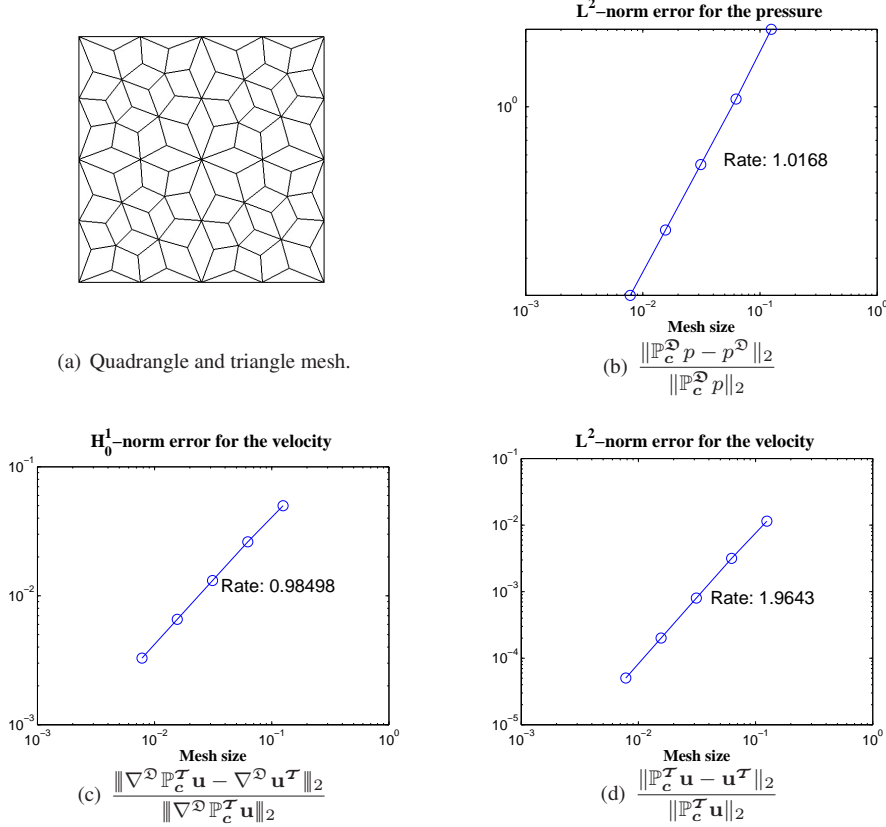 L²–norm error for the pressure
10⁰
Rate: 1.0168
10⁻³ 10⁻² 10⁻¹ 10⁰
Mesh size
(a) Quadrangle and triangle mesh.
(b) ‖ℙ_𝒄^𝕯 p − p^𝕯‖₂ / ‖ℙ_𝒄^𝕯 p‖₂
H₀¹–norm error for the velocity
10⁻¹
10⁻²
Rate: 0.98498
10⁻³
10⁻³ 10⁻² 10⁻¹ 10⁰
Mesh size
(c) |||∇^𝕯 ℙ_𝒄^𝓣 𝐮 − ∇^𝕯 𝐮^𝓣|||₂ / |||∇^𝕯 ℙ_𝒄^𝓣 𝐮|||₂
L²–norm error for the velocity
10⁻¹
10⁻²
10⁻³
Rate: 1.9643
10⁻⁴
10⁻⁵
10⁻³ 10⁻² 10⁻¹ 10⁰
Mesh size
(d) ‖ℙ_𝒄^𝓣 𝐮 − 𝐮^𝓣‖₂ / ‖ℙ_𝒄^𝓣 𝐮‖₂